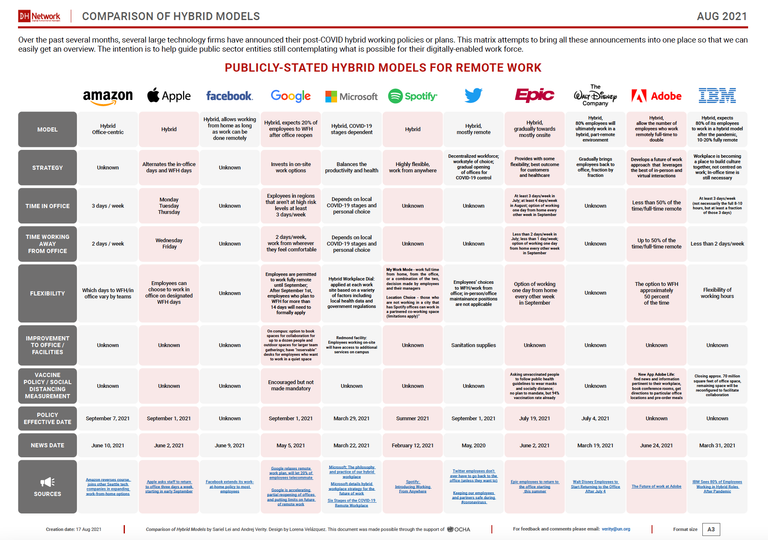 DH Network
COMPARISON OF HYBRID MODELS
AUG 2021
Over the past several months, several large technology firms have announced their post-COVID hybrid working policies or plans. This matrix attempts to bring all these announcements into one place so that we can
easily get an overview. The intention is to help guide public sector entities still contemplating what is possible for their digitally-enabled work force.
PUBLICLY-STATED HYBRID MODELS FOR REMOTE WORK
amazon
Apple
facebook
Google
Microsoft
Spotify
Epic
The
Walt Disney
Company
Adobe
IBM
MODEL
Hybrid
Office-centric
Hybrid
Hybrid, allows working
from home as long
as work can be
done remotely
Hybrid, expects 20% of
employees to WFH
after office reopen
Hybrid, COVID-19
stages dependent
Hybrid
Hybrid,
mostly remote
Hybrid,
gradually towards
mostly onsite
Hybrid,
80% employees will
ultimately work in a
hybrid, part-remote
environment
Hybrid,
allow the number of
employees who work
remotely full-time to
double
Hybrid,
expects
80% of its employees
to work in a hybrid model
after the pandemic,
10-20% fully remote
STRATEGY
Unknown
Alternates the in-office
days and WFH days
Unknown
Invests in on-site
work options
Balances the
productivity and health
Highly flexible,
work from anywhere
Decentralized workforce;
workstyle of choice;
gradual opening
of offices for
COVID-19 control
Provides with some
flexibility; best outcome
for customers
and healthcare
Gradually brings
employees back to
office, fraction by
fraction
Develops a future of work
approach that leverages
the best of in-person and
virtual interactions
Workplace is becoming
a place to build culture
together, not centred on
work; in-office time is
still necessary
TIME IN OFFICE
3 days / week
Monday
Tuesday
Thursday
Unknown
Employees in regions
that aren't at high risk
levels at least
3 days/week
Depends on local
COVID-19 stages and
personal choice
Unknown
Unknown
At least 3 days/week in
July; at least 4 days/week
in August; option of working
one day from home every
other week in September
Unknown
Less than 50% of the
time/full-time remote
At least 3 days/week
(not necessarily the full 8-10
hours, but at least a fraction
of those 3 days)
TIME WORKING
AWAY
FROM OFFICE
2 days / week
Wednesday
Friday
Unknown
2 days/week,
work from wherever
they feel comfortable
Depends on local
COVID-19 stages and
personal choice
Unknown
Unknown
Less than 2 days/week in
July; less than 1 day/week;
option of working one
day from home every other
week in September
Unknown
Up to 50% of the
time/full-time remote
Less than 2 days/week
FLEXIBILITY
Which days to WFH/in
office vary by teams
Employees can
choose to work in
office on designated
WFH days
Unknown
Employees are permitted
to work fully remote
until September;
After September 1st,
employees who plan to
WFH for more than
14 days will need to
formally apply
Hybrid Workplace Dial:
applied at each work
site based on a variety
of factors including
local health data and
government regulations
My Work Mode - work full time
from home, from the office,
or a combination of the two,
decision made by employees
and their managers
Location Choice - those who
are not working in a city that
has Spotify offices can work in
a partnered co-working space
(limitations apply)
Employees' choices
to WFH/work from
office; in-person/office
maintainance positions
are not applicable
Option of working
one day from home
every other week
in September
Unknown
The option to WFH
approximately
50 percent
of the time
Flexibility of
working hours
IMPROVEMENT
TO OFFICE /
FACILITIES
Unknown
Unknown
Unknown
On campus: option to book
spaces for collaboration for
up to a dozen people and
outdoor spaces for larger team
gatherings; have "reservable"
desks for employees who want
to work in a quiet space
Redmond facility:
Employees working on-site
will have access to additional
services on campus
Unknown
Sanitation supplies
Unknown
Unknown
Unknown
Unknown
VACCINE
POLICY / SOCIAL
DISTANCING
MEASUREMENT
Unknown
Unknown
Unknown
Encouraged but not
made mandatory
Unknown
Unknown
Unknown
Asking unvaccinated people
to follow public health
guidelines to wear masks
and socially distance;
no plan to mandate, but 94%
vaccination rate already
Unknown
New App Adobe Life:
find news and information
pertinent to their workplace,
book conference rooms, get
directions to particular office
locations and pre-order meals
Closing approx. 70 million
square feet of office space,
remaining space will be
reconfigured to facilitate
collaboration
POLICY
EFFECTIVE DATE
September 7, 2021
September 1, 2021
Unknown
September 1, 2021
March 29, 2021
Summer 2021
September 1, 2021
July 19, 2021
July 4, 2021
Unknown
Unknown
NEWS DATE
June 10, 2021
June 2, 2021
June 9, 2021
May 5, 2021
March 22, 2021
February 12, 2021
May, 2020
June 2, 2021
March 19, 2021
June 24, 2021
March 31, 2021
SOURCES
Amazon reverses course,
joins other Seattle tech
companies in expanding
work-from-home options
Apple asks staff to return
to office three days a week
starting in early September
Facebook extends its work-
at-home policy to most
employees
Google relaxes remote
work plan, will let 20% of
employees telecommute
Google is accelerating
partial reopening of offices
and putting limits on future
of remote work
Microsoft: The philosophy
and practice of our hybrid
workplace
Microsoft details hybrid
workplace strategy for the
future of work
Six Stages of the COVID-19
Remote Workplace
Spotify:
Introducing Working
From Anywhere
Twitter employees don't
ever have to go back to the
office (unless they want to)
Keeping our employees
and partners safe during
#coronavirus
Epic employees to return to
the office starting
this summer
Walt Disney Employees to
Start Returning to the Office
After July 4
The Future of work at Adobe
IBM Sees 80% of Employees
Working in Hybrid Roles
After Pandemic
Creation date: 17 Aug 2021
Comparison of Hybrid Models by Sariel Lei and Andrej Verity. Design by Lorena Velázquez. This document was made possible through the support of OCHA.
For feedback and comments please email: verity@un.org
Format size A3